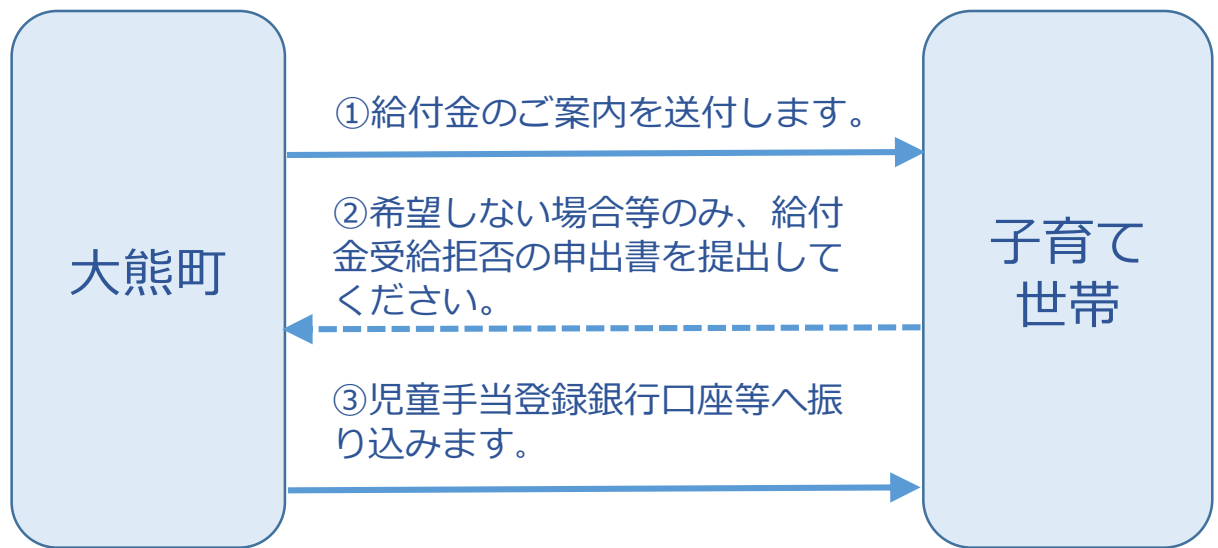 大熊町
①給付金のご案内を送付します。
②希望しない場合等のみ、給付
金受給拒否の申出書を提出して
ください。
③児童手当登録銀行口座等へ振
り込みます.
子育て
世帯